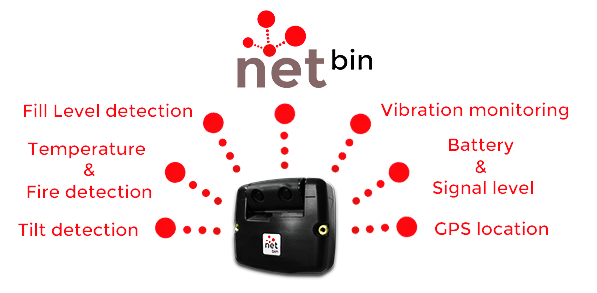 net bin
Fill Level detection
Temperature
&
Fire detection
Tilt detection
Vibration monitoring
Battery
&
Signal level
GPS location
net
bin